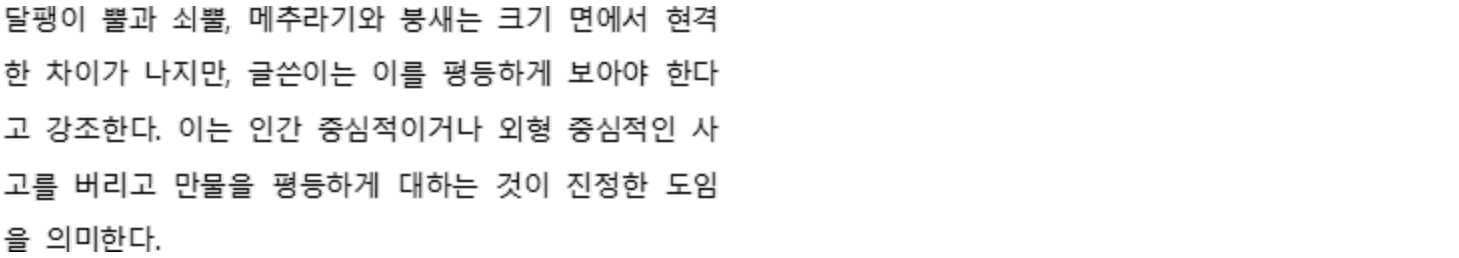 달팽이 뿔과 쇠뿔, 메추라기와 붕새는 크기 면에서 현격
한 차이가 나지만, 글쓴이는 이를 평등하게 보아야 한다
고 강조한다. 이는 인간 중심적이거나 외형 중심적인 사
고를 버리고 만물을 평등하게 대하는 것이 진정한 도임
을 의미한다.